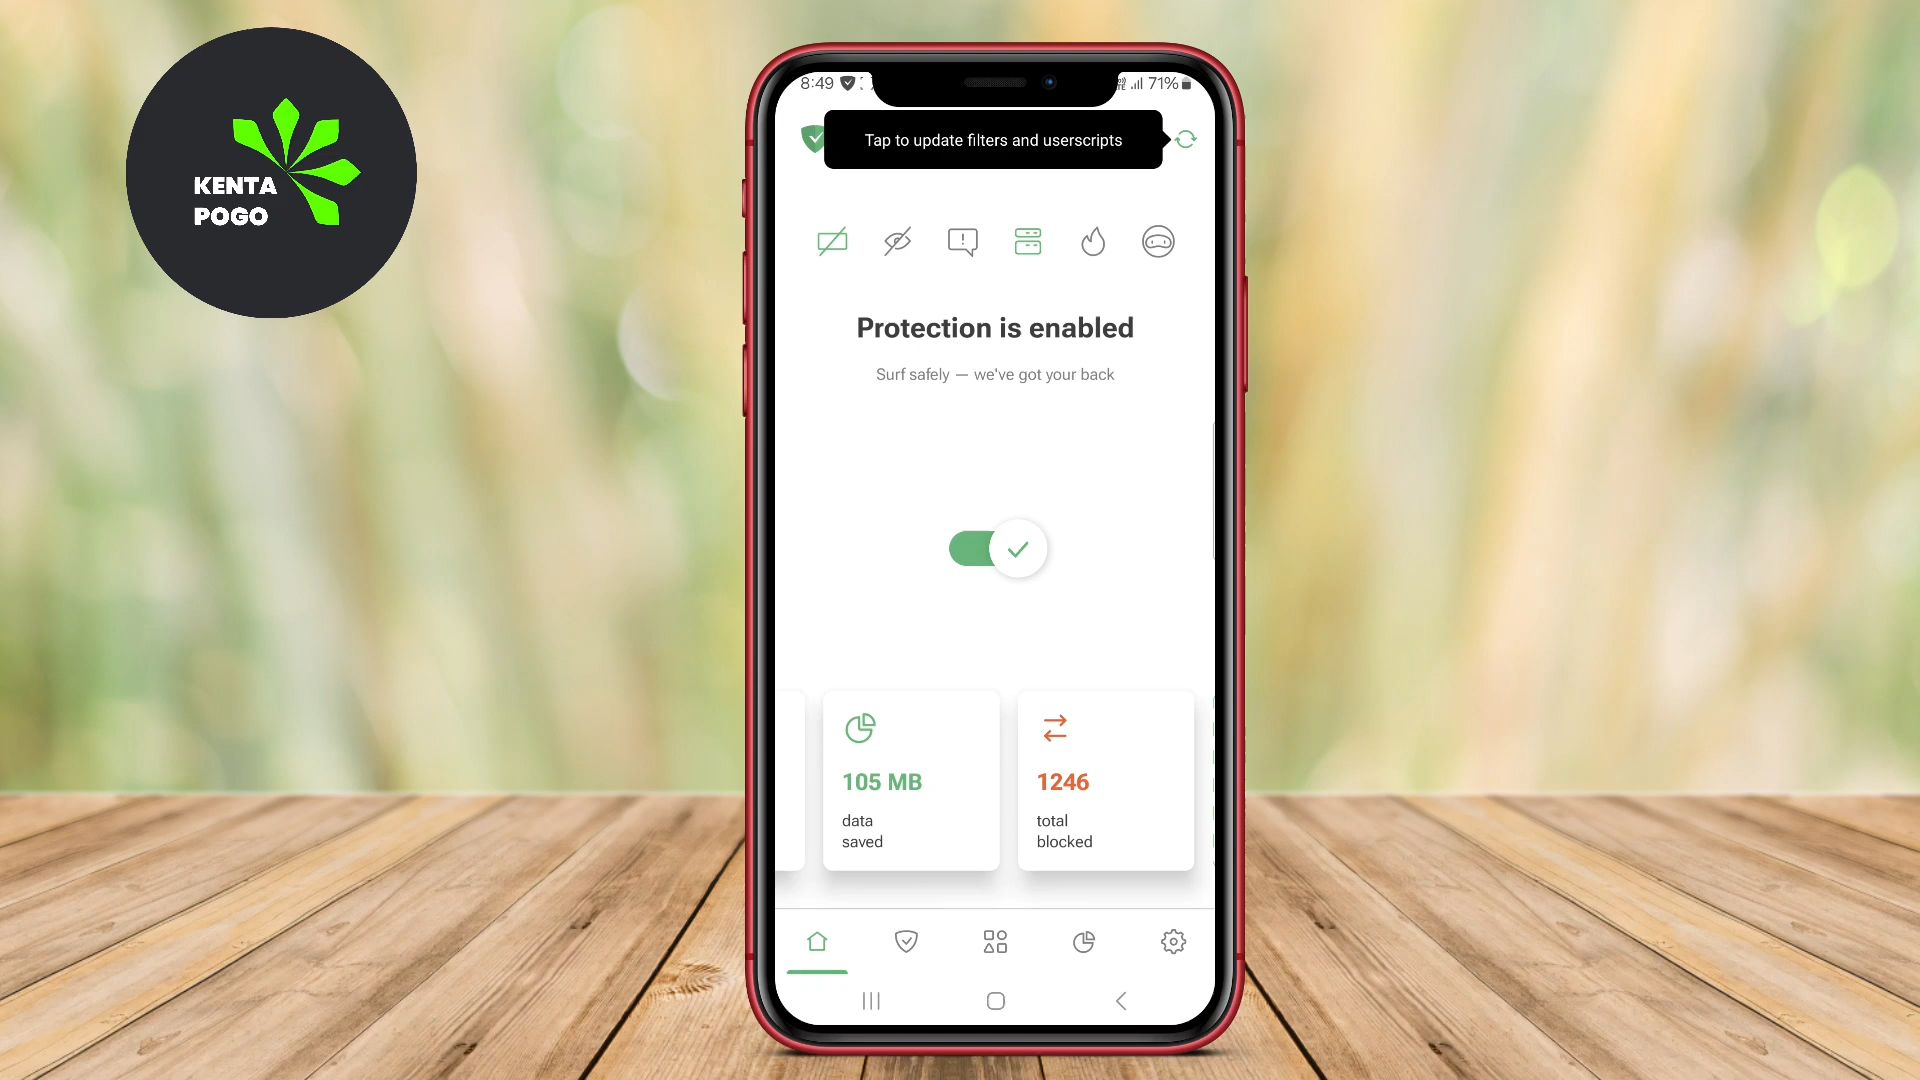 KENTA
POGO
8:49
71%
Tap to update filters and userscripts
Protection is enabled
Surf safely — we've got your back
105 MB
data
saved
1246
total
blocked